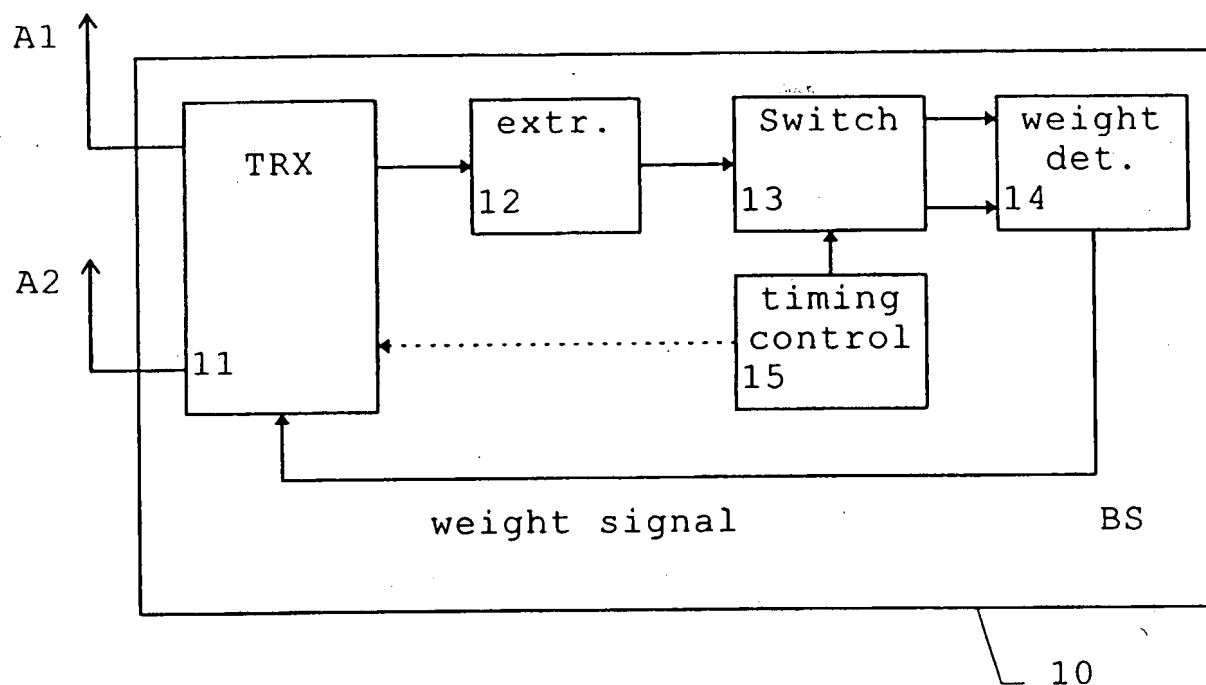 A1
extr.
12
TRX
Switch
13
weight
det.
14
A2
11
timing
control
15
weight signal
BS
10